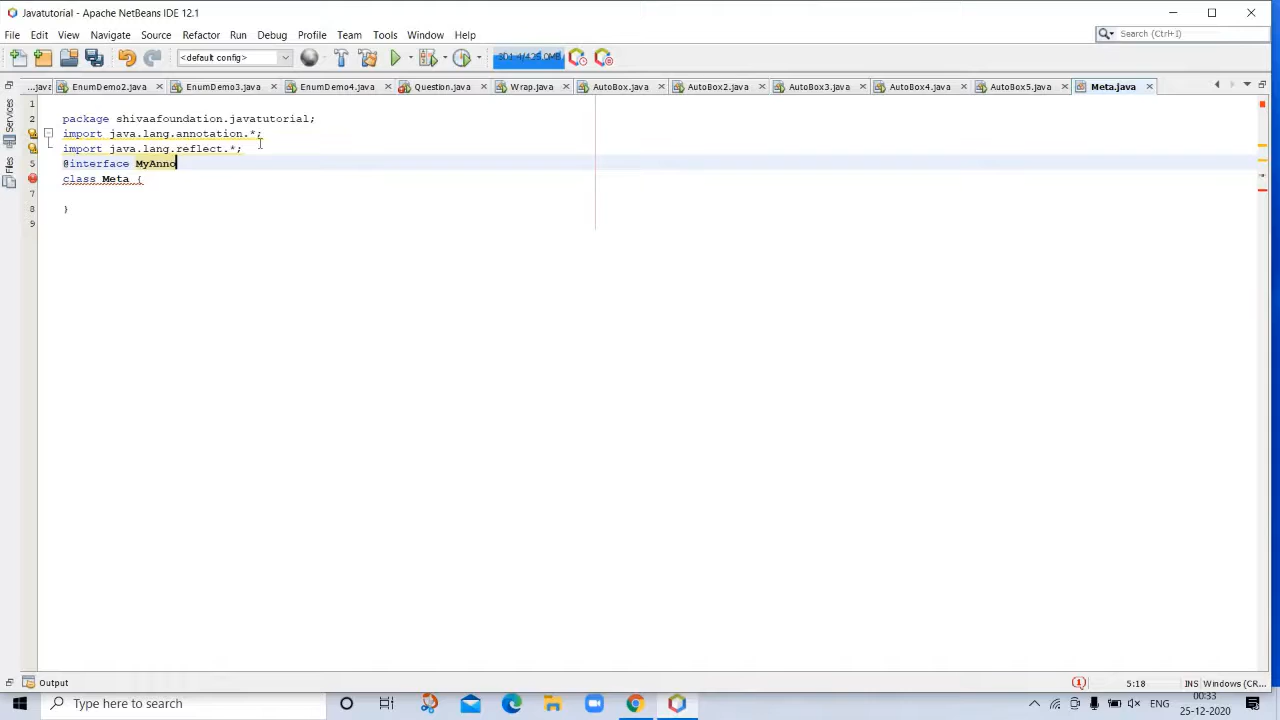 Javatutorial - Apache NetBeans IDE 12.1
File Edit View Navigate Source Refactor Run Debug Profile Team Tools Window Help
Search (Ctrl+I)
<default config>
...java EnumDemo2.java EnumDemo3.java EnumDemo4.java Question.java Wrap.java AutoBox.java AutoBox2.java AutoBox3.java AutoBox4.java AutoBox5.java Meta.java
Services
Files
1
2 package shivaafoundation.javatutorial;
import java.lang.annotation.*;
import java.lang.reflect.*;
5 @interface MyAnno
class Meta {
7
8 }
9
Output
1 5:18 INS Windows (CR...
Type here to search
ENG
00:33
25-12-2020